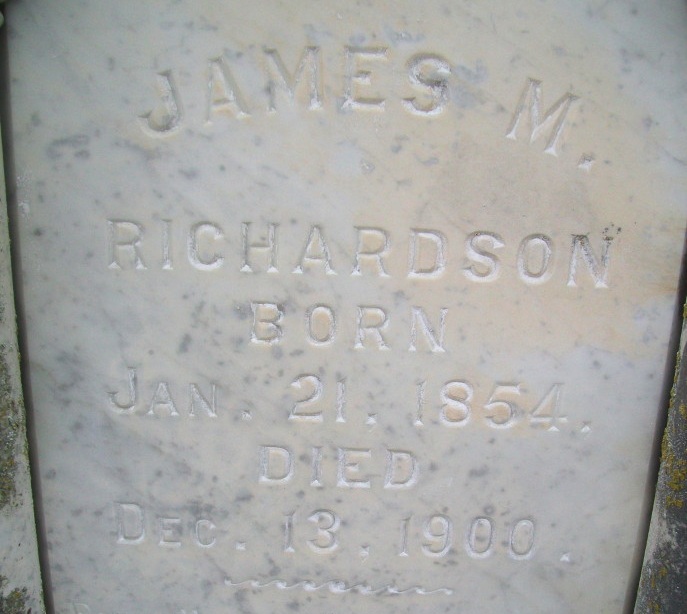 JAMES M.
RICHARDSON
BORN
JAN. 21, 1854.
DIED
DEC. 13, 1900.